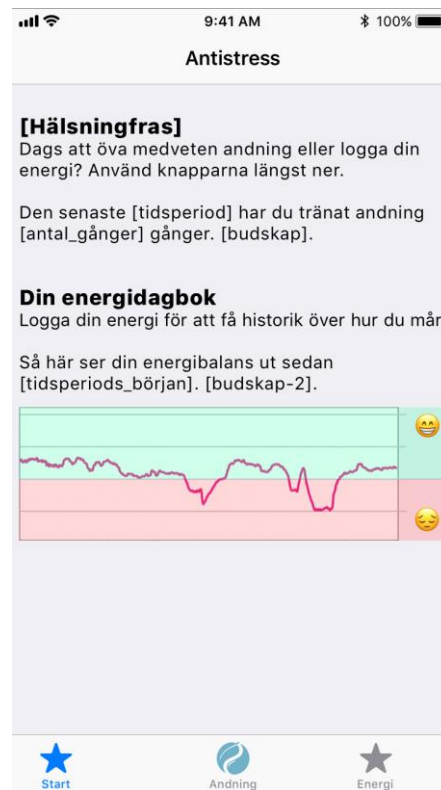 9:41 AM
100%
Antistress
[Hälsningfras]
Dags att öva medveten andning eller logga din
energi? Använd knapparna längst ner.
Den senaste [tidsperiod] har du tränat andning
[antal_gånger] gånger. [budskap].
Din energidagbok
Logga din energi för att få historik över hur du mår
Så här ser din energibalans ut sedan
[tidsperiods_början]. [budskap-2].
Start
Andning
Energi